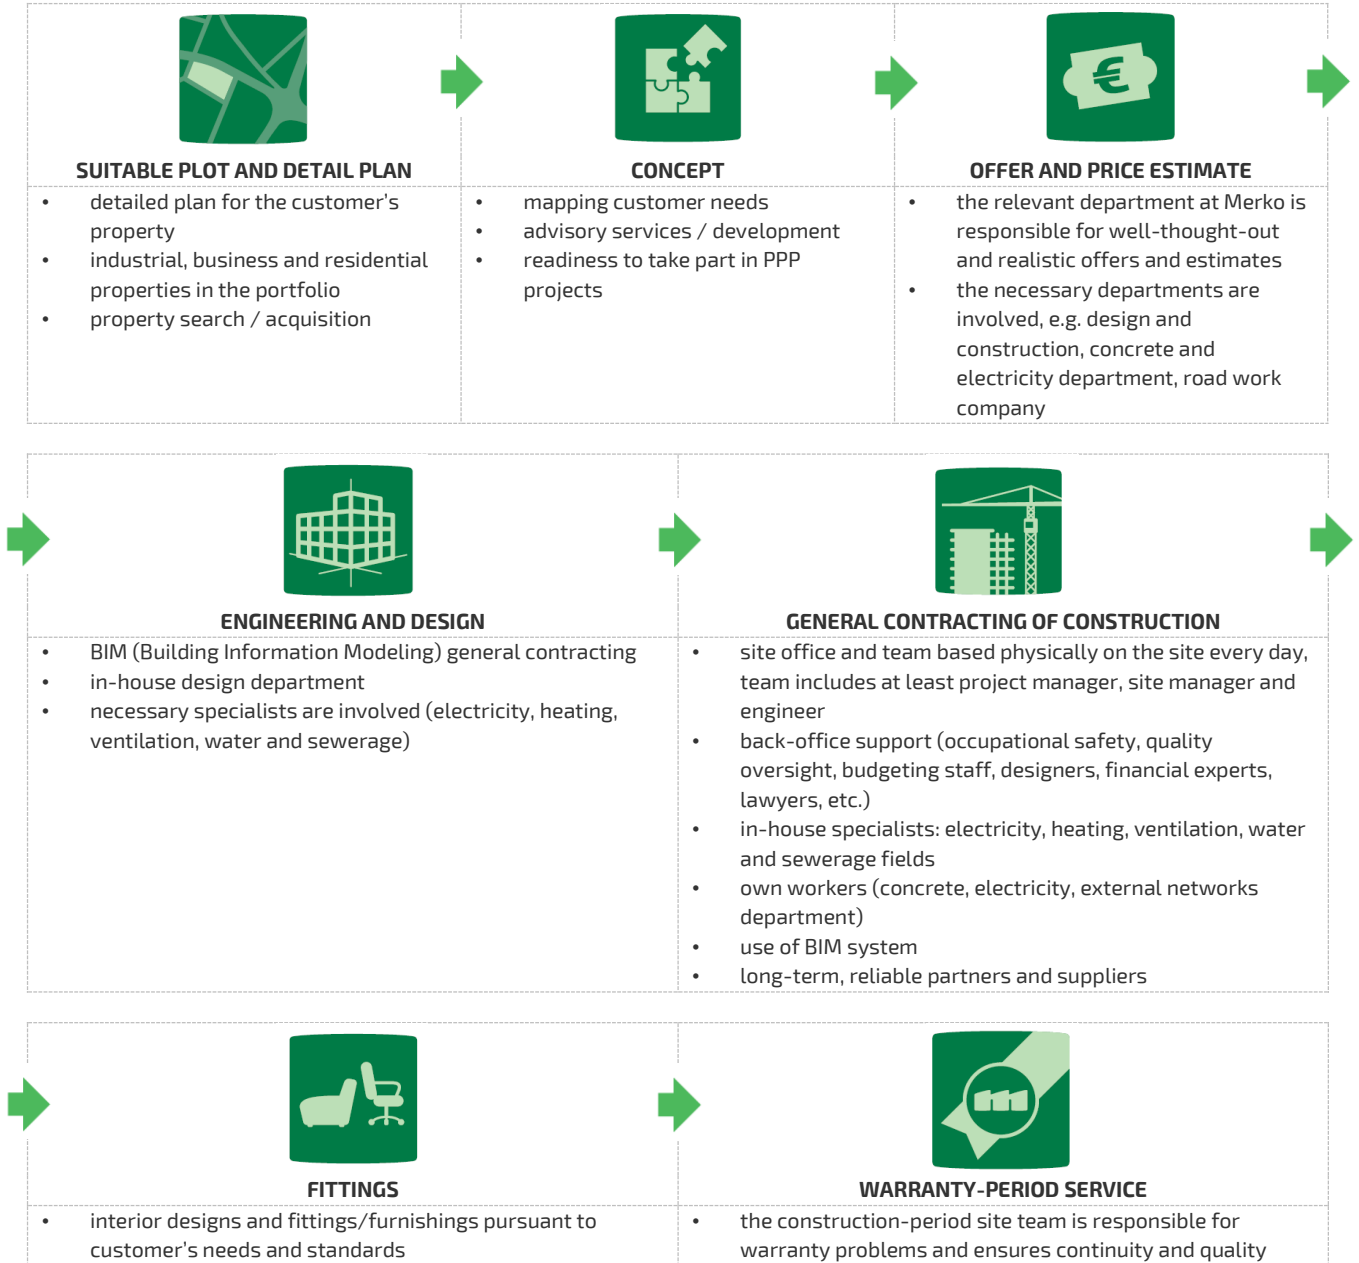 SUITABLE PLOT AND DETAIL PLAN
• detailed plan for the customer’s
property
• industrial, business and residential
properties in the portfolio
• property search / acquisition
CONCEPT
• mapping customer needs
• advisory services / development
• readiness to take part in PPP
projects
€
OFFER AND PRICE ESTIMATE
• the relevant department at Merko is
responsible for well-thought-out
and realistic offers and estimates
• the necessary departments are
involved, e.g. design and
construction, concrete and
electricity department, road work
company
ENGINEERING AND DESIGN
• BIM (Building Information Modeling) general contracting
• in-house design department
• necessary specialists are involved (electricity, heating,
ventilation, water and sewerage)
GENERAL CONTRACTING OF CONSTRUCTION
• site office and team based physically on the site every day,
team includes at least project manager, site manager and
engineer
• back-office support (occupational safety, quality
oversight, budgeting staff, designers, financial experts,
lawyers, etc.)
• in-house specialists: electricity, heating, ventilation, water
and sewerage fields
• own workers (concrete, electricity, external networks
department)
• use of BIM system
• long-term, reliable partners and suppliers
FITTINGS
• interior designs and fittings/furnishings pursuant to
customer’s needs and standards
WARRANTY-PERIOD SERVICE
• the construction-period site team is responsible for
warranty problems and ensures continuity and quality